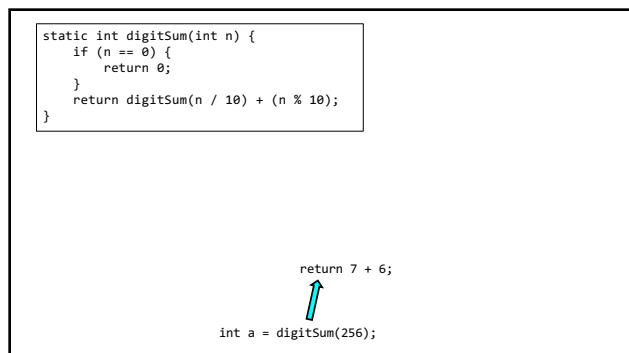 static int digitSum(int n) {
    if (n == 0) {
        return 0;
    }
    return digitSum(n / 10) + (n % 10);
}
return 7 + 6;
int a = digitSum(256);